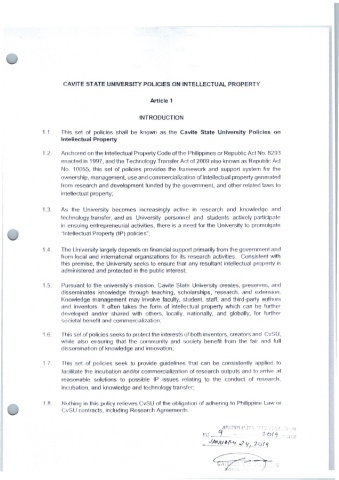 CAVITE STATE UNIVERSITY POLICIES ON INTELLECTUAL PROPERTY
Article 1
INTRODUCTION
1.1. This set of policies shall be known as the Cavite State University Policies on
Intellectual Property
1.2. Anchored on the Intellectual Property Code of the Philippines or Republic Act No. 8293
enacted in 1997, and the Technology Transfer Act of 2009 also known as Republic Act
No. 10055, this set of policies provides the framework and support system for the
ownership, management, use and commercialization of intellectual property generated
from research and development funded by the government, and other related laws to
intellectual property;
1.3. As the University becomes increasingly active in research and knowledge and
technology transfer, and as University personnel and students actively participate
in ensuing entrepreneurial activities, there is a need for the University to promulgate
"Intellectual Property (IP) policies";
1.4. The University largely depends on financial support primarily from the government and
from local and international organizations for its research activities. Consistent with
this premise, the University seeks to ensure that any resultant intellectual property is
administered and protected in the public interest.
1.5. Pursuant to the university's mission, Cavite State University creates, preserves, and
disseminates knowledge through teaching, scholarships, research, and extension.
Knowledge management may involve faculty, student, staff, and third-party authors
and inventors. It often takes the form of intellectual property which can be further
developed and/or shared with others, locally, nationally, and globally, for further
societal benefit and commercialization;
1.6. This set of policies seeks to protect the interests of both inventors, creators and CvSU,
while also ensuring that the community and society benefit from the fair and full
dissemination of knowledge and innovation;
1.7. This set of policies seek to provide guidelines that can be consistently applied to
facilitate the incubation and/or commercialization of research outputs and to arrive at
reasonable solutions to possible IP issues relating to the conduct of research,
incubation, and knowledge and technology transfer;
1.8. Nothing in this policy relieves CvSU of the obligation of adhering to Philippine Law or
CvSU contracts, including Research Agreements.
9 2019
JANUARY 24, 2019